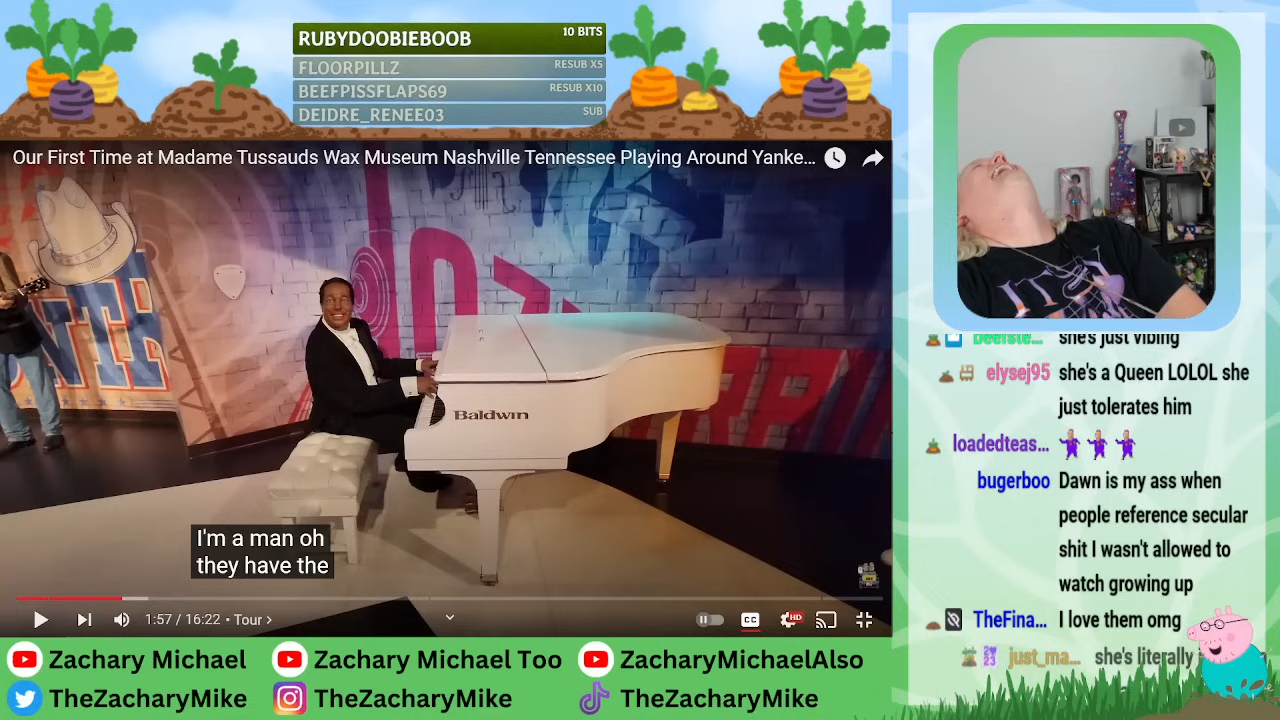 RUBYDOOBIEBOOB 10 BITS
FLOORPILLZ RESUB X5
BEEFPISSFLAPS69 RESUB X10
DEIDRE_RENEE03 SUB
Our First Time at Madame Tussauds Wax Museum Nashville Tennessee Playing Around Yanke...
Baldwin
I'm a man oh
they have the
1:57 / 16:22 • Tour >
CC
HD
Zachary Michael
Zachary Michael Too
ZacharyMichaelAlso
TheZacharyMike
TheZacharyMike
TheZacharyMike
she's just vibing
elysej95 she's a Queen LOLOL she
just tolerates him
loadedteas...
bugerboo Dawn is my ass when
people reference secular
shit I wasn't allowed to
watch growing up
TheFina... I love them omg
just_ma... she's literally